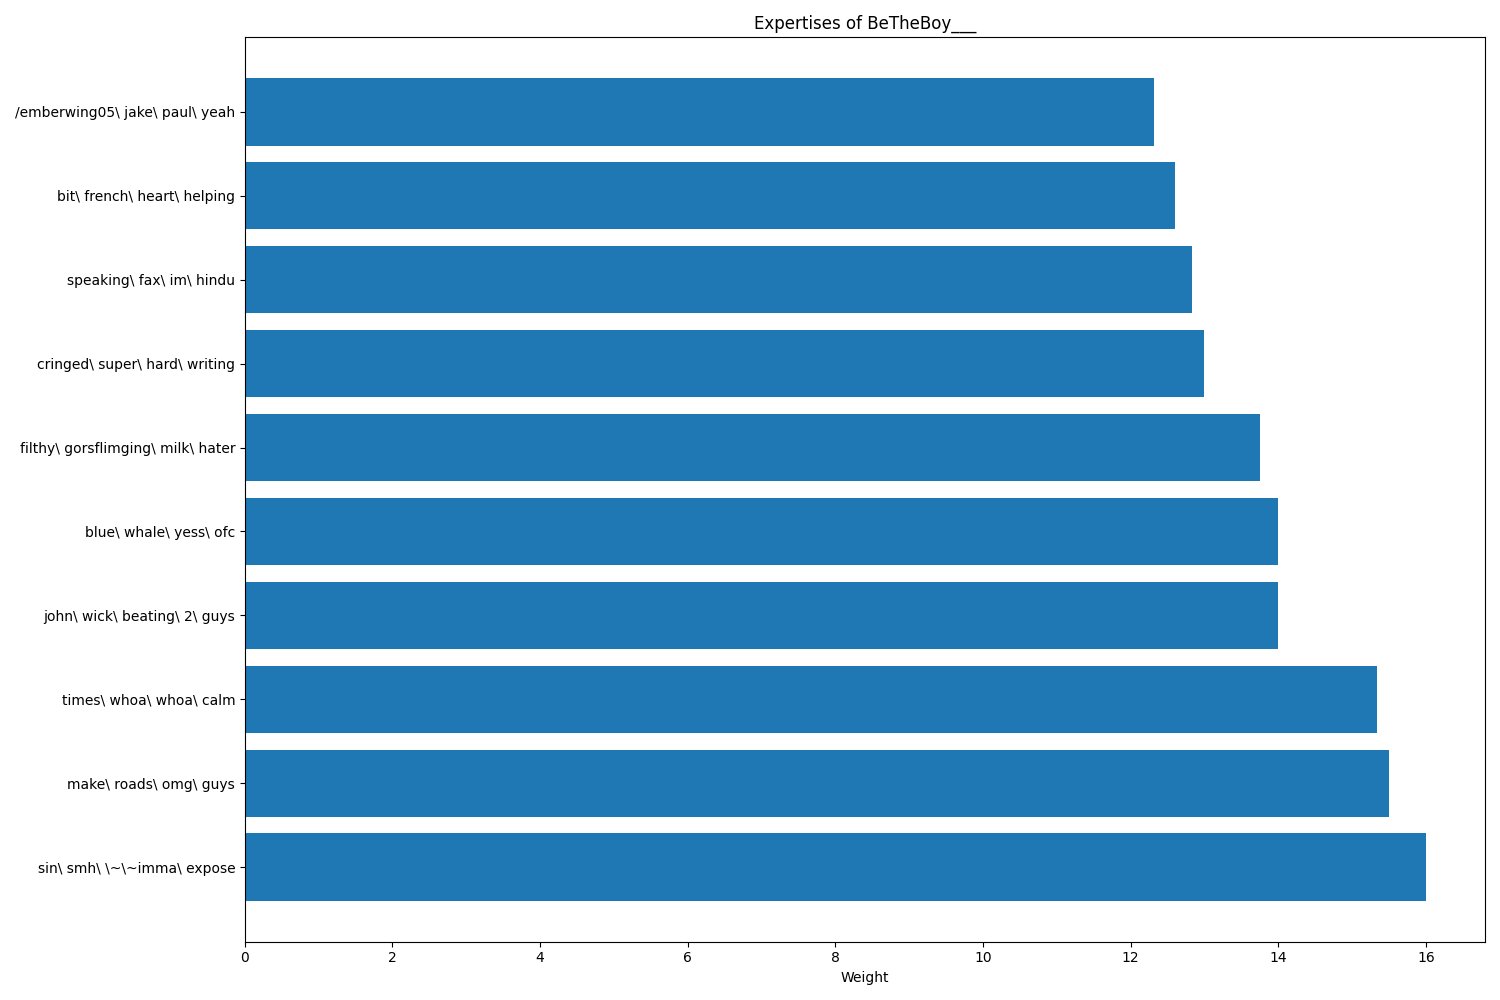 Expertises of BeTheBoy___
/emberwing05\ jake\ paul\ yeah
bit\ french\ heart\ helping
speaking\ fax\ im\ hindu
cringed\ super\ hard\ writing
filthy\ gorsflimging\ milk\ hater
blue\ whale\ yess\ ofc
john\ wick\ beating\ 2\ guys
times\ whoa\ whoa\ calm
make\ roads\ omg\ guys
sin\ smh\ \~\~imma\ expose
0 2 4 6 8 10 12 14 16
Weight